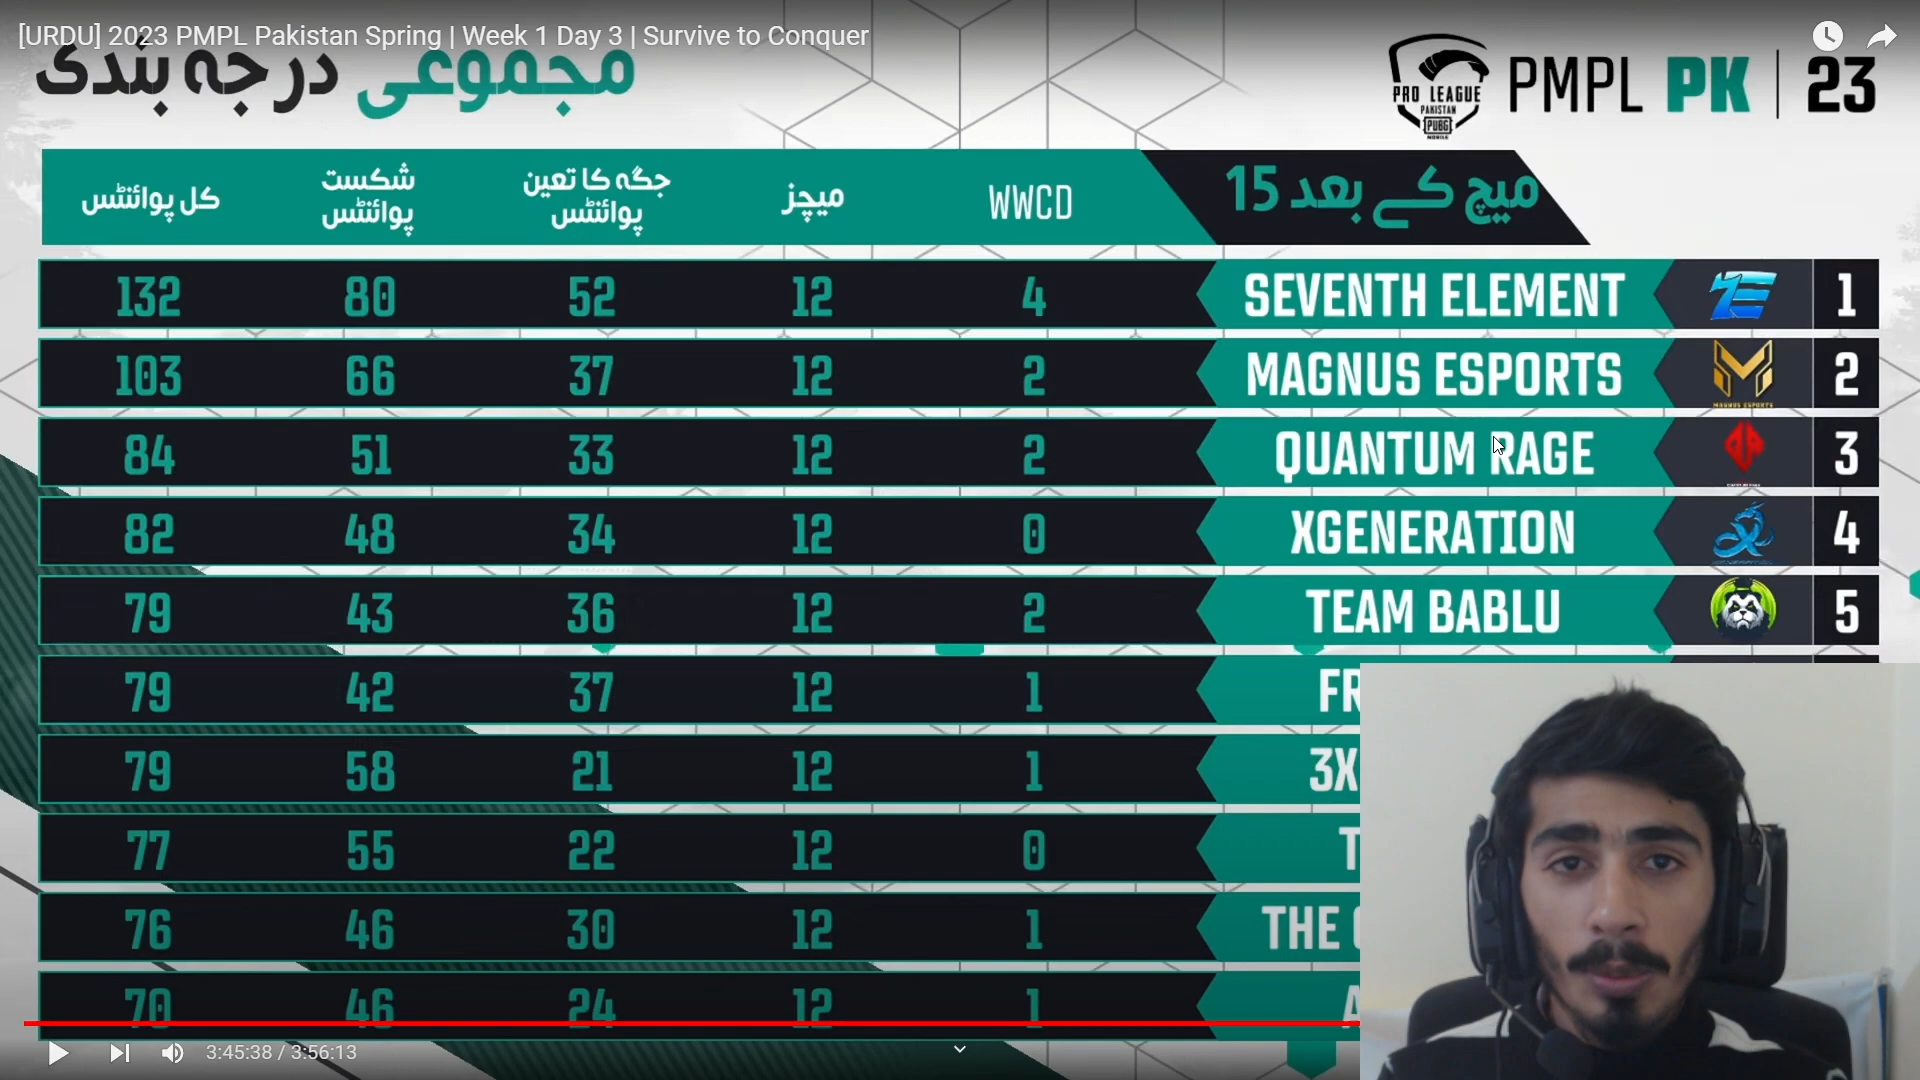 [URDU] 2023 PMPL Pakistan Spring | Week 1 Day 3 | Survive to Conquer
مجموعی درجہ بندی
PRO LEAGUE
PAKISTAN
PUBG
MOBILE
PMPL PK | 23
میچ کے بعد 15
WWCD
میچز
جگہ کا تعین پوائنٹس
شکست پوائنٹس
کل پوائنٹس
132 80 52 12 4 SEVENTH ELEMENT 1
103 66 37 12 2 MAGNUS ESPORTS 2
84 51 33 12 2 QUANTUM RAGE 3
82 48 34 12 0 XGENERATION 4
79 43 36 12 2 TEAM BABLU 5
79 42 37 12 1 FR
79 58 21 12 1 3X
77 55 22 12 0 T
76 46 30 12 1 THE
70 46 24 12 1 A
3:45:38 / 3:56:13